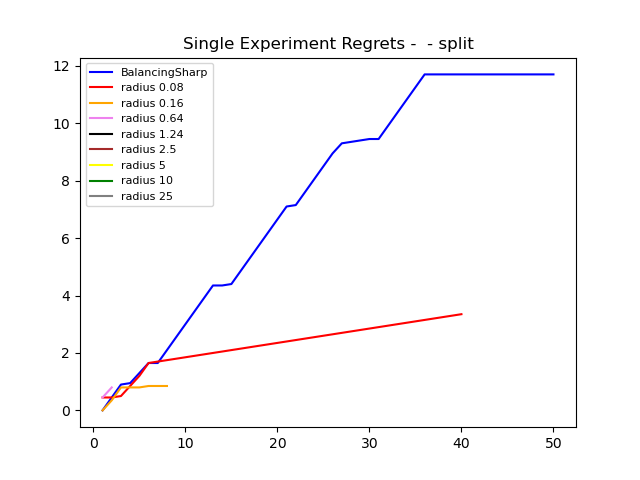 Single Experiment Regrets -  - split
12
10
8
6
4
2
0
BalancingSharp
radius 0.08
radius 0.16
radius 0.64
radius 1.24
radius 2.5
radius 5
radius 10
radius 25
0 10 20 30 40 50